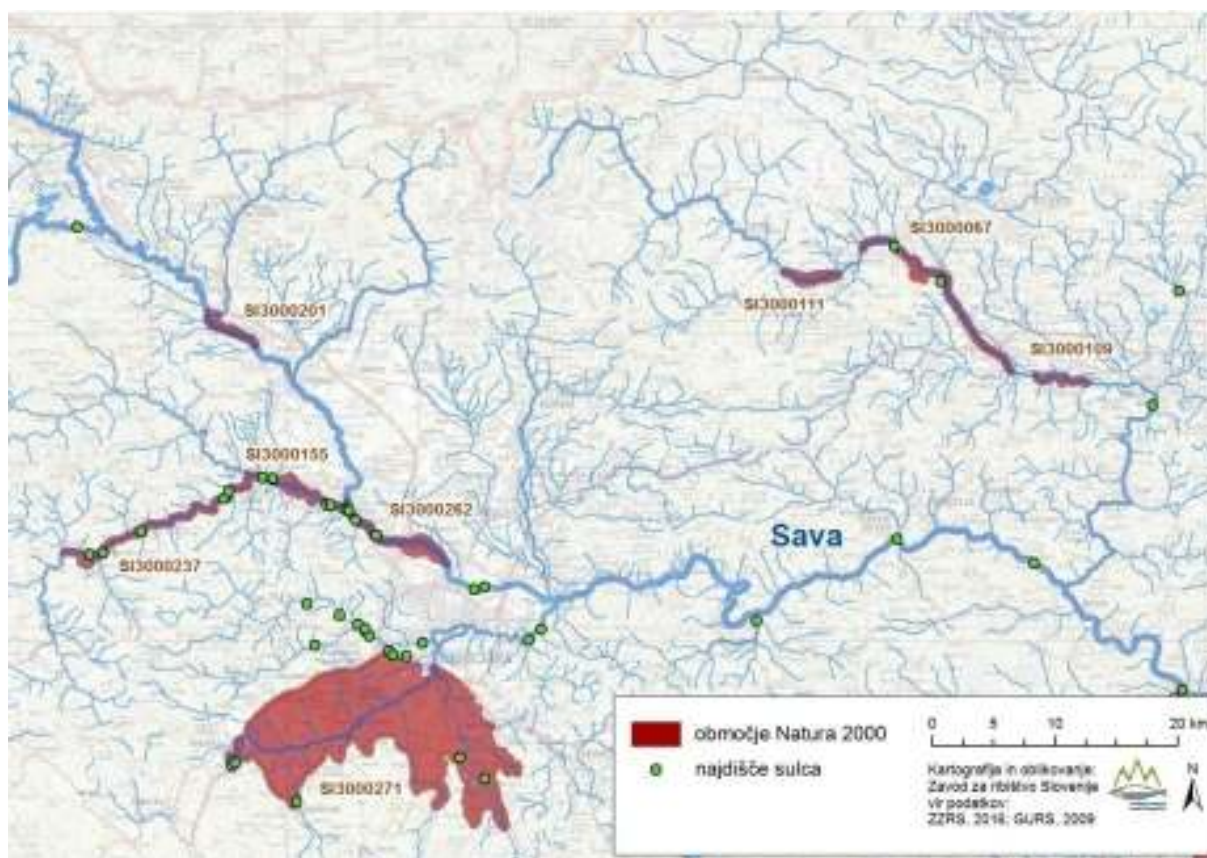 SI3000067
SI3000111
SI3000201
SI3000109
SI3000155
SI3000262
Sava
SI3000237
SI3000271
območje Natura 2000
najdišče sulca
0 5 10 20 km
Kartografija in oblikovanje:
Zavod za ribištvo Slovenije
vir podatkov:
ZZRS, 2016; GURS, 2009
N